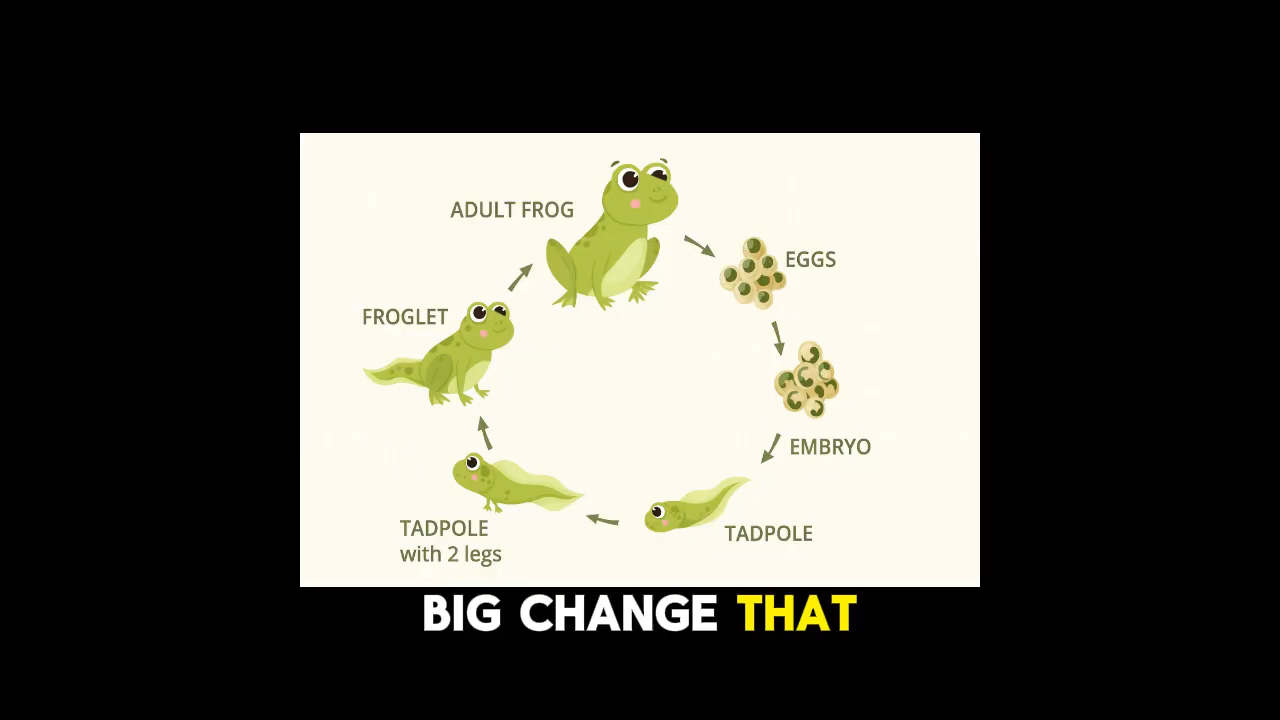 ADULT FROG
EGGS
FROGLET
EMBRYO
TADPOLE
with 2 legs
TADPOLE
BIG CHANGE THAT